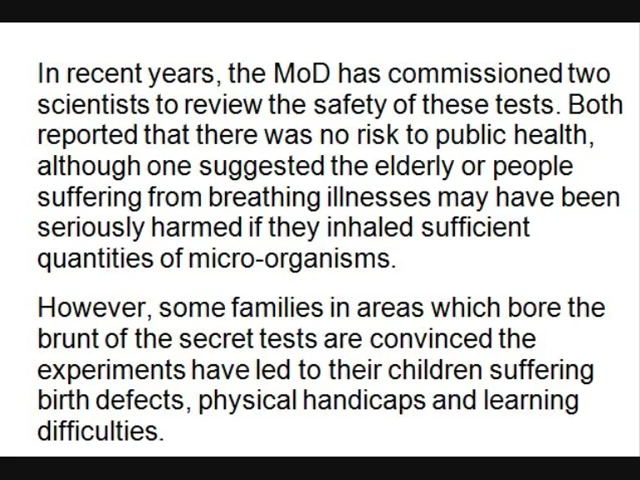 In recent years, the MoD has commissioned two
scientists to review the safety of these tests. Both
reported that there was no risk to public health,
although one suggested the elderly or people
suffering from breathing illnesses may have been
seriously harmed if they inhaled sufficient
quantities of micro-organisms.
However, some families in areas which bore the
brunt of the secret tests are convinced the
experiments have led to their children suffering
birth defects, physical handicaps and learning
difficulties.